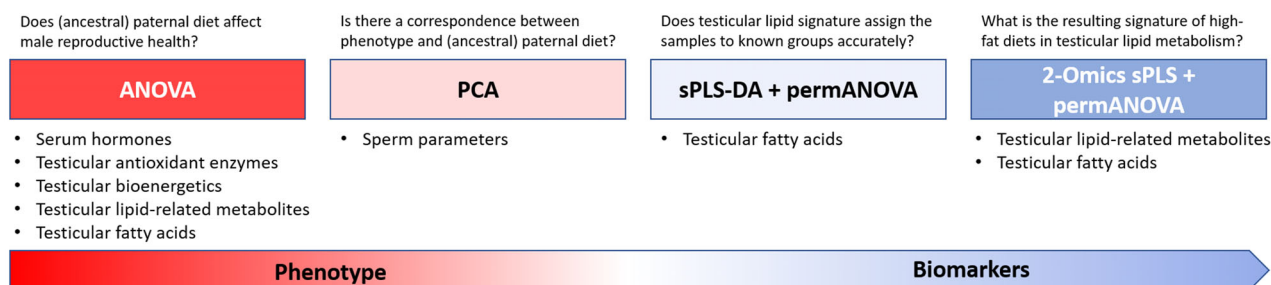 Does (ancestral) paternal diet affect
male reproductive health?
ANOVA
• Serum hormones
• Testicular antioxidant enzymes
• Testicular bioenergetics
• Testicular lipid-related metabolites
• Testicular fatty acids
Is there a correspondence between
phenotype and (ancestral) paternal diet?
PCA
• Sperm parameters
Does testicular lipid signature assign the
samples to known groups accurately?
sPLS-DA + permANOVA
• Testicular fatty acids
What is the resulting signature of high-
fat diets in testicular lipid metabolism?
2-Omics sPLS +
permANOVA
• Testicular lipid-related metabolites
• Testicular fatty acids
Phenotype
Biomarkers